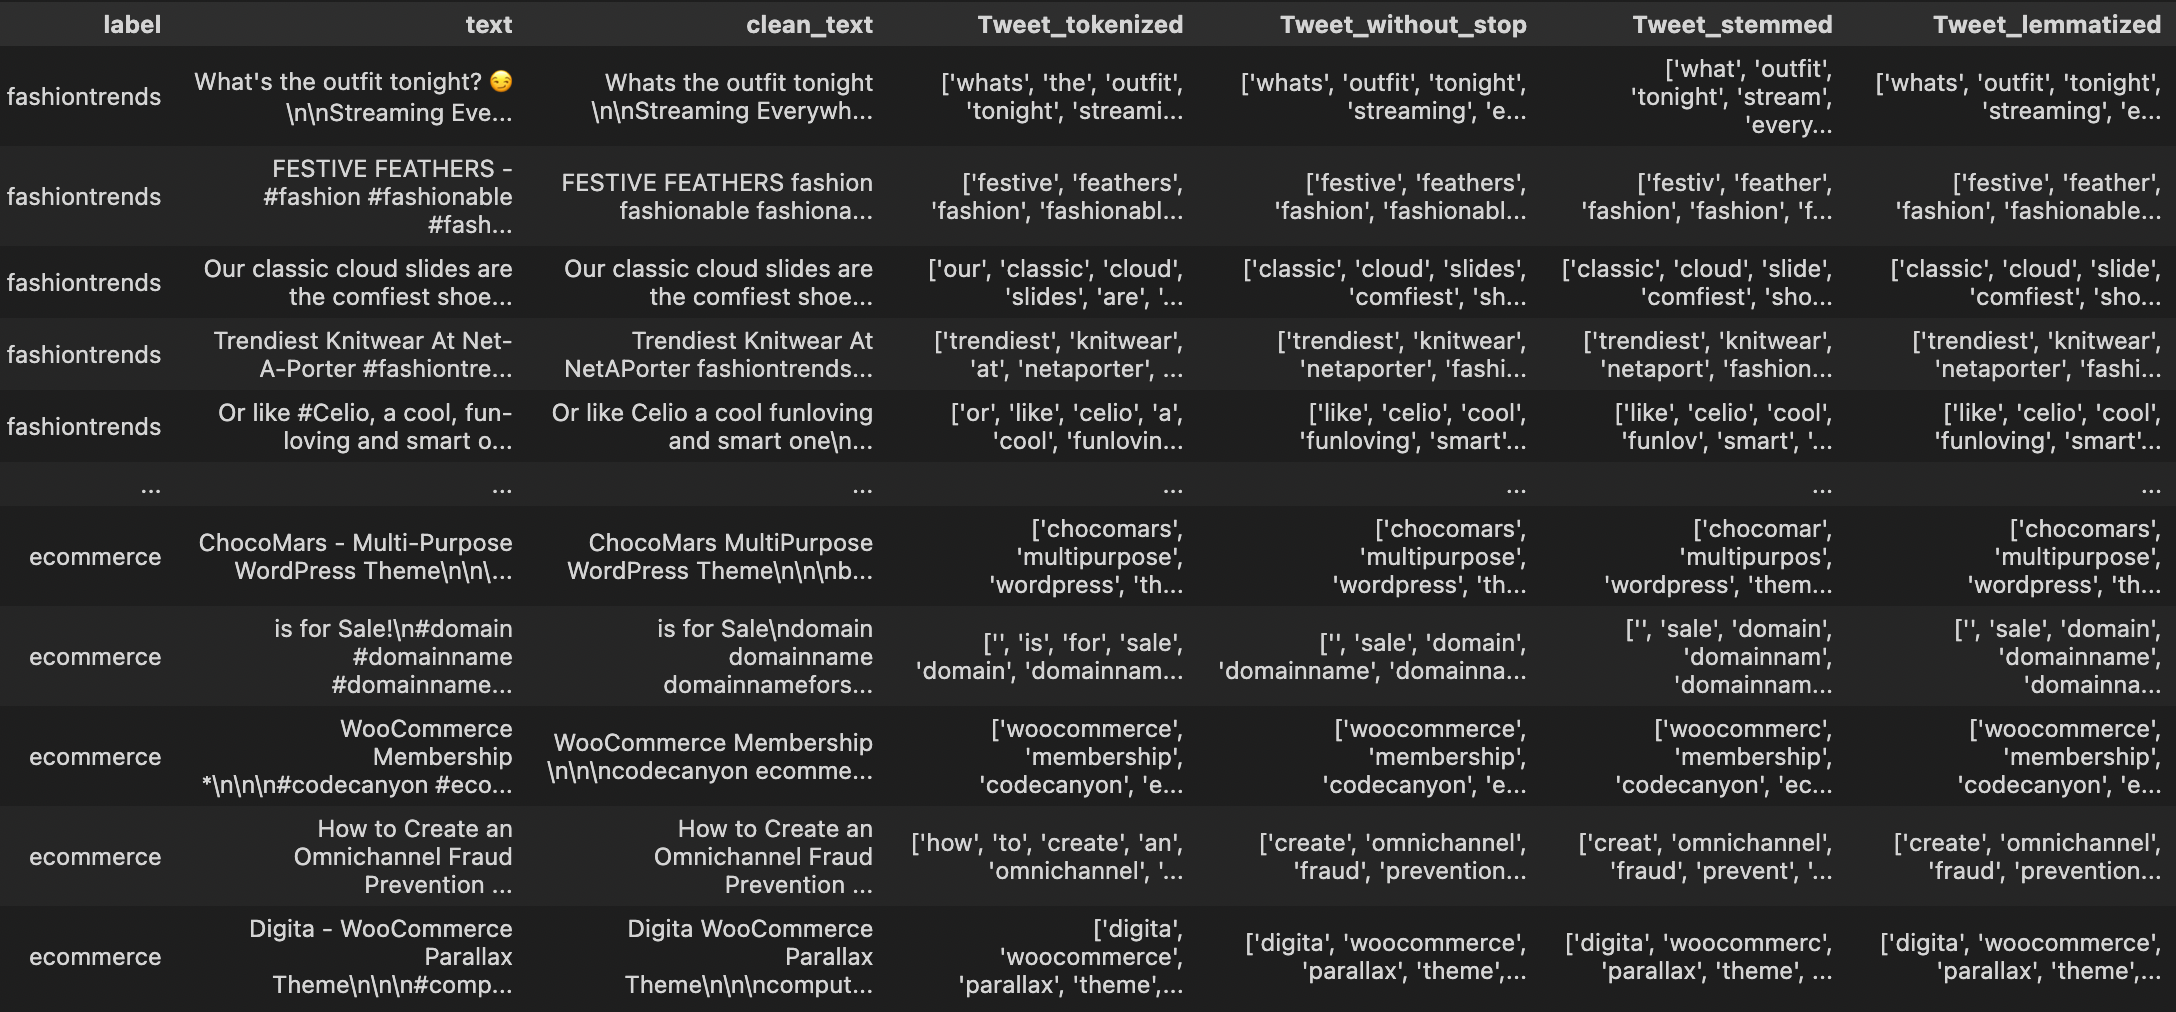 label text clean_text Tweet_tokenized Tweet_without_stop Tweet_stemmed Tweet_lemmatized
fashiontrends
What's the outfit tonight? 😏
\n\nStreaming Eve...
Whats the outfit tonight
\n\nStreaming Everywh...
['whats', 'the', 'outfit',
'tonight', 'streami...
['whats', 'outfit', 'tonight',
'streaming', 'e...
['what', 'outfit',
'tonight', 'stream',
'every...
['whats', 'outfit', 'tonight',
'streaming', 'e...
fashiontrends
FESTIVE FEATHERS -
#fashion #fashionable
#fash...
FESTIVE FEATHERS fashion
fashionable fashiona...
['festive', 'feathers',
'fashion', 'fashionabl...
['festive', 'feathers',
'fashion', 'fashionabl...
['festiv', 'feather',
'fashion', 'fashion', 'f...
['festive', 'feather',
'fashion', 'fashionable...
fashiontrends
Our classic cloud slides are
the comfiest shoe...
Our classic cloud slides are
the comfiest shoe...
['our', 'classic', 'cloud',
'slides', 'are', '...
['classic', 'cloud', 'slides',
'comfiest', 'sh...
['classic', 'cloud', 'slide',
'comfiest', 'sho...
['classic', 'cloud', 'slide',
'comfiest', 'sho...
fashiontrends
Trendiest Knitwear At Net-
A-Porter #fashiontre...
Trendiest Knitwear At
NetAPorter fashiontrends...
['trendiest', 'knitwear',
'at', 'netaporter', ...
['trendiest', 'knitwear',
'netaporter', 'fashi...
['trendiest', 'knitwear',
'netaport', 'fashion...
['trendiest', 'knitwear',
'netaporter', 'fashi...
fashiontrends
Or like #Celio, a cool, fun-
loving and smart o...
Or like Celio a cool funloving
and smart one\n...
['or', 'like', 'celio', 'a',
'cool', 'funlovin...
['like', 'celio', 'cool',
'funloving', 'smart'...
['like', 'celio', 'cool',
'funlov', 'smart', '...
['like', 'celio', 'cool',
'funloving', 'smart'...
... ... ... ... ... ... ...
ecommerce
ChocoMars - Multi-Purpose
WordPress Theme\n\n\...
ChocoMars MultiPurpose
WordPress Theme\n\n\nb...
['chocomars',
'multipurpose',
'wordpress', 'th...
['chocomars',
'multipurpose',
'wordpress', 'th...
['chocomar',
'multipurpos',
'wordpress', 'them...
['chocomars',
'multipurpose',
'wordpress', 'th...
ecommerce
is for Sale!\n#domain
#domainname
#domainname...
is for Sale\ndomain
domainname
domainnamefors...
['', 'is', 'for', 'sale',
'domain', 'domainnam...
['', 'sale', 'domain',
'domainname', 'domainna...
['', 'sale', 'domain',
'domainnam',
'domainnam...
['', 'sale', 'domain',
'domainname',
'domainna...
ecommerce
WooCommerce
Membership
*\n\n\n#codecanyon #eco...
WooCommerce Membership
\n\n\ncodecanyon ecomme...
['woocommerce',
'membership',
'codecanyon', 'e...
['woocommerce',
'membership',
'codecanyon', 'e...
['woocommerc',
'membership',
'codecanyon', 'ec...
['woocommerce',
'membership',
'codecanyon', 'e...
ecommerce
How to Create an
Omnichannel Fraud
Prevention ...
How to Create an
Omnichannel Fraud
Prevention ...
['how', 'to', 'create', 'an',
'omnichannel', '...
['create', 'omnichannel',
'fraud', 'prevention...
['creat', 'omnichannel',
'fraud', 'prevent', '...
['create', 'omnichannel',
'fraud', 'prevention...
ecommerce
Digita - WooCommerce
Parallax
Theme\n\n\n#comp...
Digita WooCommerce
Parallax
Theme\n\n\ncomput...
['digita',
'woocommerce',
'parallax', 'theme',...
['digita', 'woocommerce',
'parallax', 'theme',...
['digita', 'woocommerc',
'parallax', 'theme', ...
['digita', 'woocommerce',
'parallax', 'theme',...